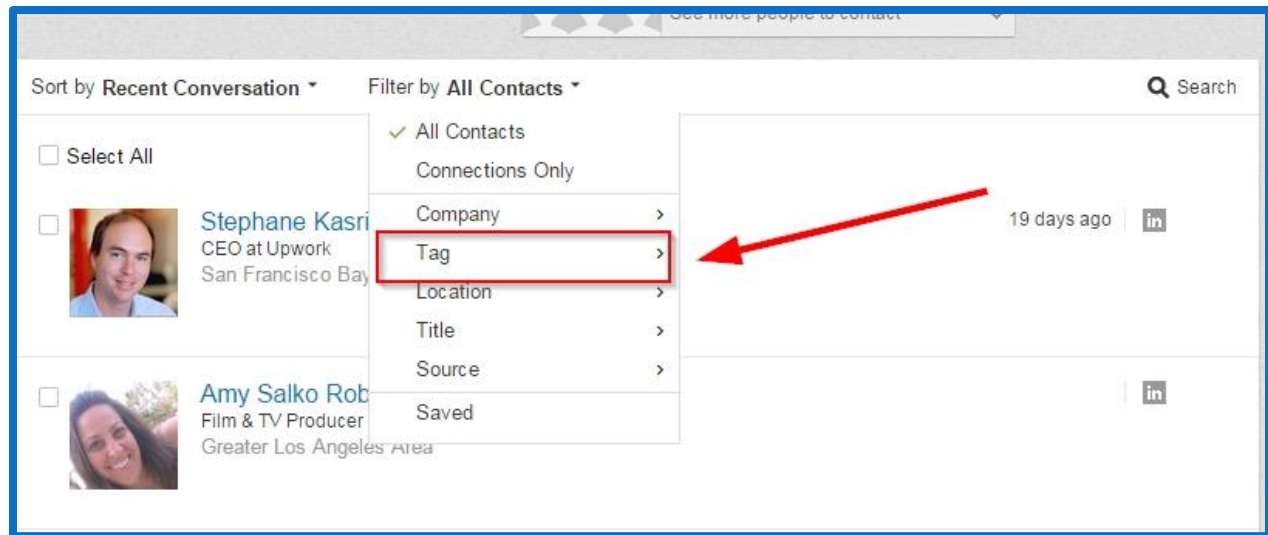 See more people to contact
Sort by Recent Conversation Filter by All Contacts Search
All Contacts
Select All
Connections Only
Company
Stephane Kasri
19 days ago in
CEO at Upwork
Tag
San Francisco Bay
Location
Title
Source
Amy Salko Rob
in
Saved
Film & TV Producer
Greater Los Angeles Area